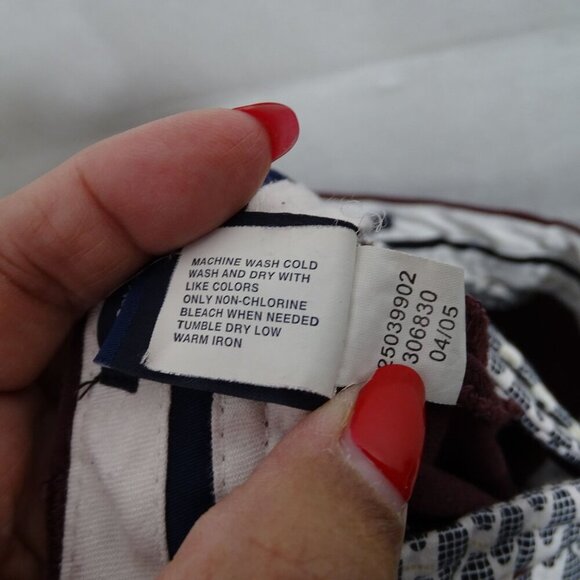 MACHINE WASH COLD
WASH AND DRY WITH
LIKE COLORS
ONLY NON-CHLORINE
BLEACH WHEN NEEDED
TUMBLE DRY LOW
WARM IRON
25039902
306830
04/05